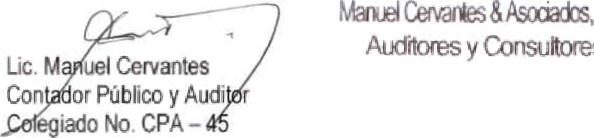 Manuel Cervantes & Asociados,
Auditores y Consultores
Lic. Manuel Cervantes
Contador Público y Auditor
Colegiado No. CPA – 45